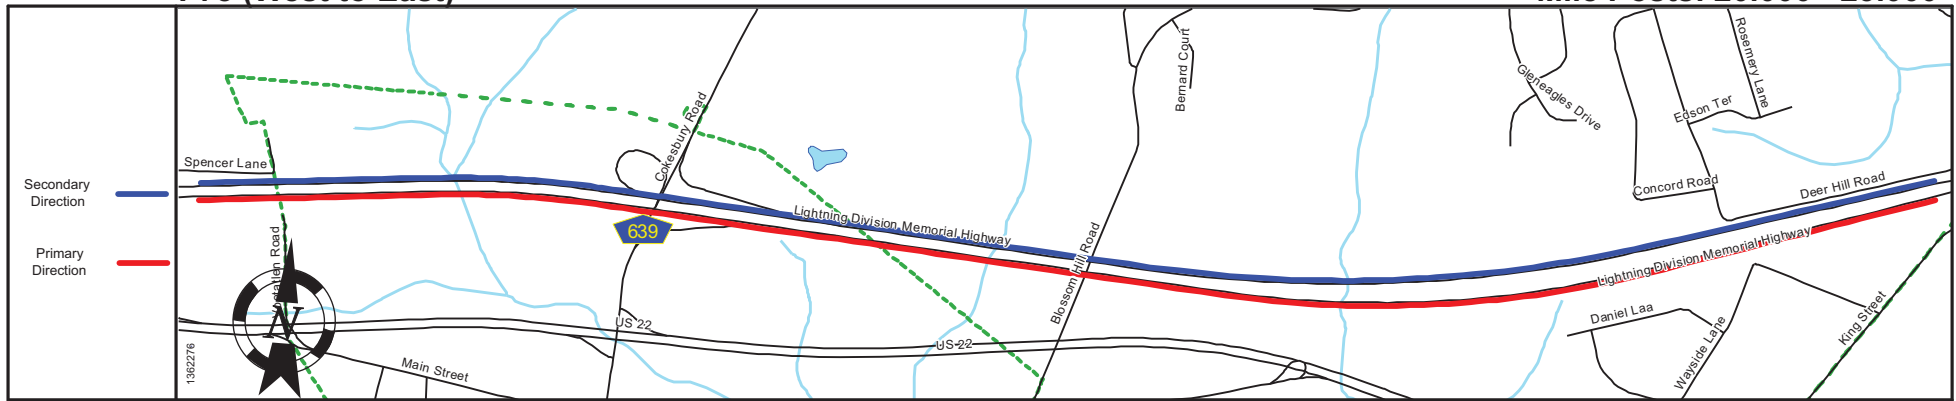 Secondary
Direction
Primary
Direction
Spencer Lane
Cokesbury Road
639
Lightning Division Memorial Highway
Blossom Hill Road
Bernard Court
Gleneagles Drive
Rosemery Lane
Edson Ter
Concord Road
Deer Hill Road
Lightning Division Memorial Highway
Daniel Laa
Wayside Lane
King Street
US 22
US 22
Main Street
N
1362276